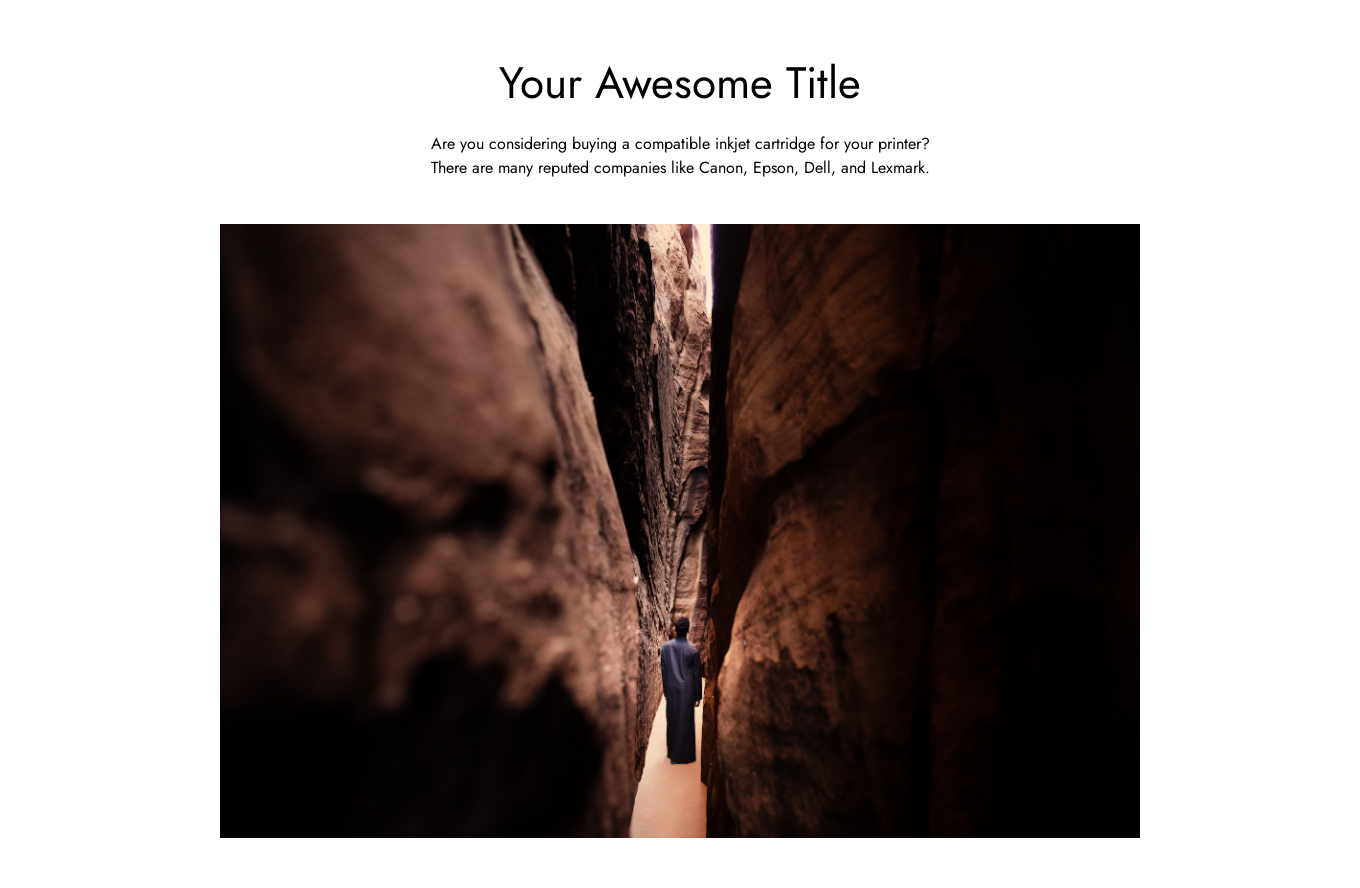 Your Awesome Title
Are you considering buying a compatible inkjet cartridge for your printer?
There are many reputed companies like Canon, Epson, Dell, and Lexmark.